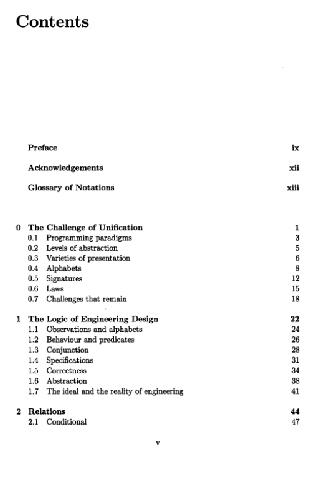 Contents
Preface ix
Acknowledgements xii
Glossary of Notations xiii
0 The Challenge of Unification 1
0.1 Programming paradigms 3
0.2 Levels of abstraction 5
0.3 Varieties of presentation 6
0.4 Alphabets 8
0.5 Signatures 12
0.6 Laws 15
0.7 Challenges that remain 18
1 The Logic of Engineering Design 22
1.1 Observations and alphabets 24
1.2 Behaviour and predicates 26
1.3 Conjunction 28
1.4 Specifications 31
1.5 Correctness 34
1.6 Abstraction 38
1.7 The ideal and the reality of engineering 41
2 Relations 44
2.1 Conditional 47
v